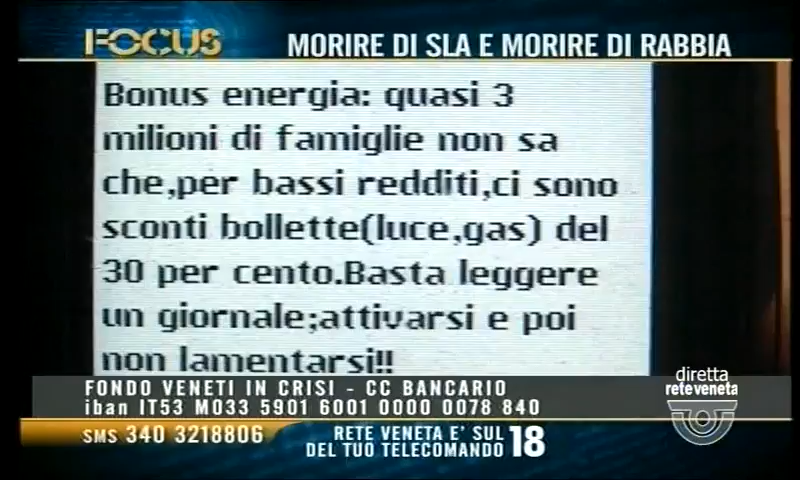 FOCUS
MORIRE DI SLA E MORIRE DI RABBIA
Bonus energia: quasi 3
milioni di famiglie non sa
che,per bassi redditi,ci sono
sconti bollette(luce,gas) del
30 per cento.Basta leggere
un giornale;attivarsi e poi
non lamentarsi!!
FONDO VENETI IN CRISI - CC BANCARIO
iban IT53 M033 5901 6001 0000 0078 840
diretta
reteveneta
SMS 340 3218806
RETE VENETA E' SUL
DEL TUO TELECOMANDO 18